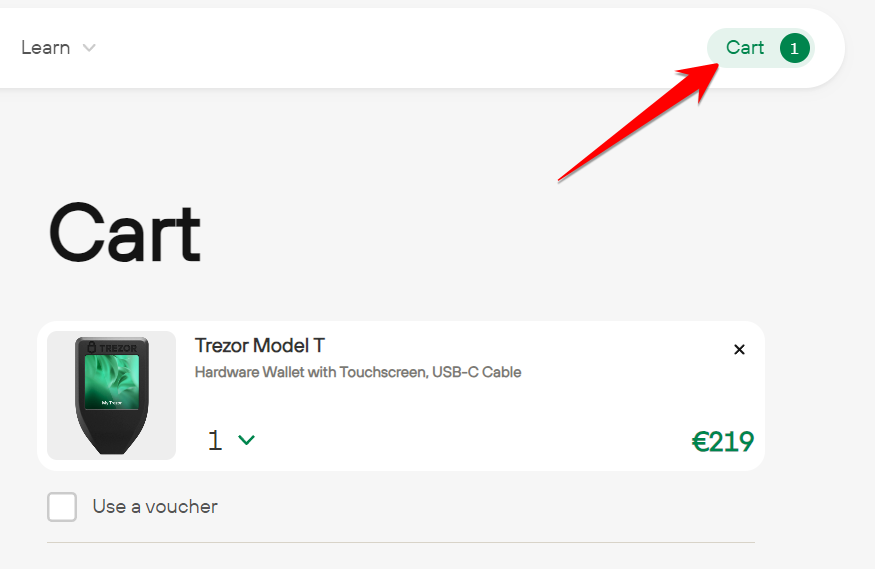 Learn
Cart 1
Cart
TREZOR
My Trezor
Trezor Model T
Hardware Wallet with Touchscreen, USB-C Cable
1
€219
Use a voucher